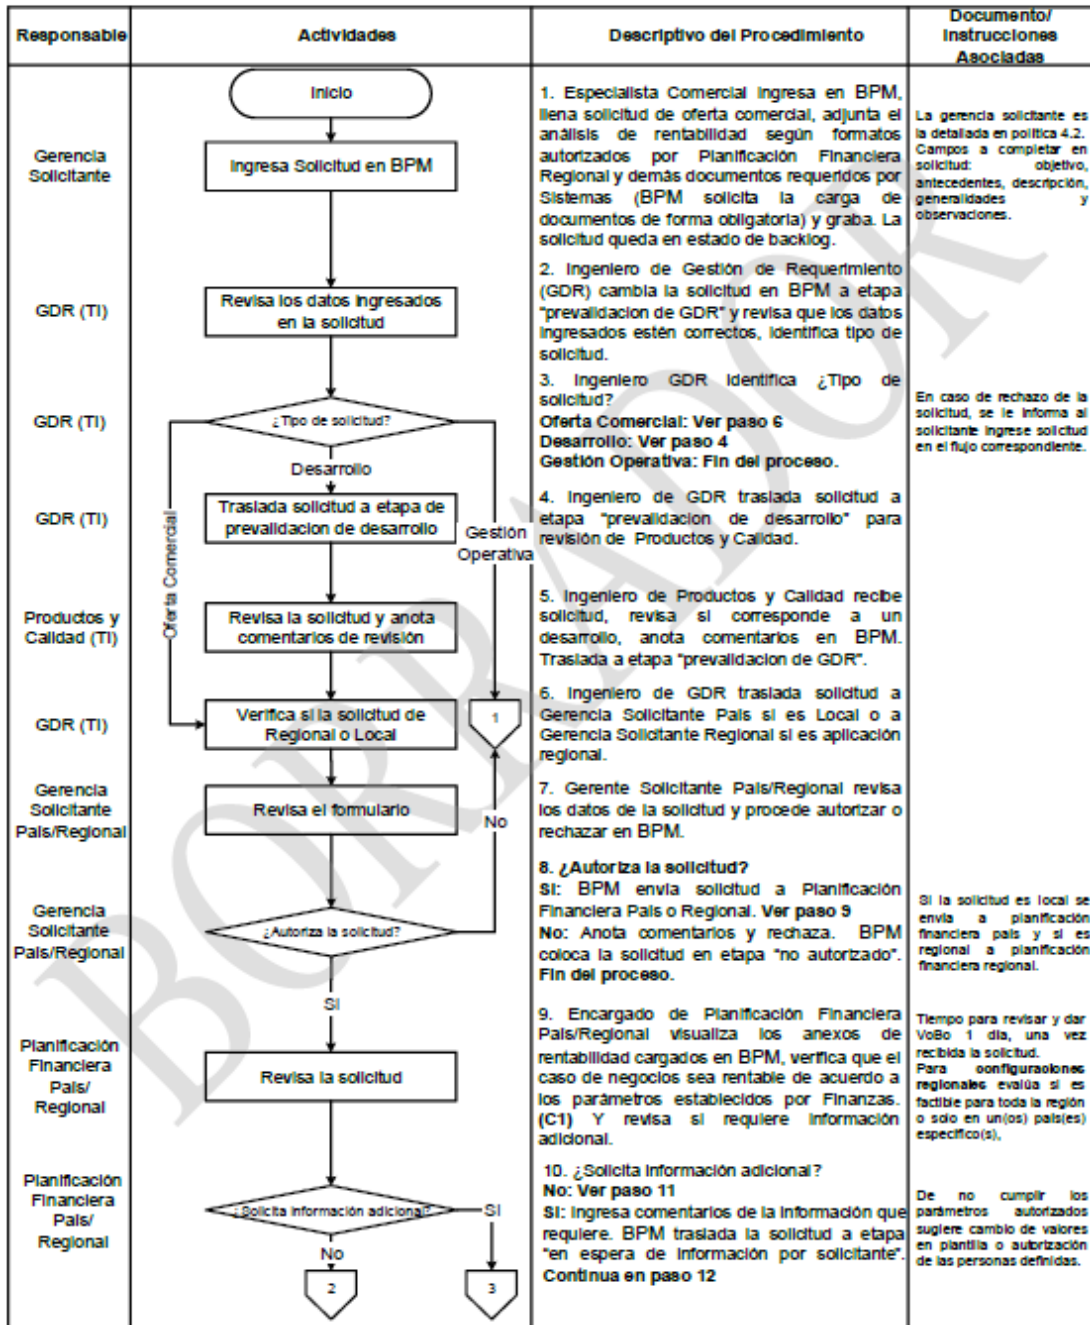 Responsable
Actividades
Descriptivo del Procedimiento
Documento/
Instrucciones
Asociadas
Inicio
Gerencia
Solicitante
Ingresa Solicitud en BPM
1. Especialista Comercial ingresa en BPM,
llena solicitud de oferta comercial, adjunta el
análisis de rentabilidad según formatos
autorizados por Planificación Financiera
Regional y demás documentos requeridos por
Sistemas (BPM solicita la carga de
documentos de forma obligatoria) y graba. La
solicitud queda en estado de backlog.
La gerencia solicitante es
la detallada en política 4.2.
Campos a completar en
solicitud: objetivo,
antecedentes, descripción,
generalidades y
observaciones.
GDR (TI)
Revisa los datos ingresados
en la solicitud
2. Ingeniero de Gestión de Requerimiento
(GDR) cambia la solicitud en BPM a etapa
"prevalidacion de GDR" y revisa que los datos
ingresados estén correctos, identifica tipo de
solicitud.
GDR (TI)
¿Tipo de solicitud?
3. Ingeniero GDR identifica ¿Tipo de
solicitud?
Oferta Comercial: Ver paso 6
Desarrollo: Ver paso 4
Gestión Operativa: Fin del proceso.
En caso de rechazo de la
solicitud, se le informa al
solicitante ingrese solicitud
en el flujo correspondiente.
Desarrollo
Oferta Comercial
Gestión
Operativa
GDR (TI)
Traslada solicitud a etapa de
prevalidacion de desarrollo
4. Ingeniero de GDR traslada solicitud a
etapa "prevalidacion de desarrollo" para
revisión de Productos y Calidad.
Productos y
Calidad (TI)
Revisa la solicitud y anota
comentarios de revisión
5. Ingeniero de Productos y Calidad recibe
solicitud, revisa si corresponde a un
desarrollo, anota comentarios en BPM.
Traslada a etapa "prevalidacion de GDR".
GDR (TI)
Verifica si la solicitud de
Regional o Local
1
6. Ingeniero de GDR traslada solicitud a
Gerencia Solicitante País si es Local o a
Gerencia Solicitante Regional si es aplicación
regional.
Gerencia
Solicitante
País/Regional
Revisa el formulario
No
7. Gerente Solicitante País/Regional revisa
los datos de la solicitud y procede autorizar o
rechazar en BPM.
Gerencia
Solicitante
País/Regional
¿Autoriza la solicitud?
8. ¿Autoriza la solicitud?
Si: BPM envía solicitud a Planificación
Financiera País o Regional. Ver paso 9
No: Anota comentarios y rechaza. BPM
coloca la solicitud en etapa "no autorizado".
Fin del proceso.
Si la solicitud es local se
envía a planificación
financiera país y si es
regional a planificación
financiera regional.
Si
Planificación
Financiera
País/
Regional
Revisa la solicitud
9. Encargado de Planificación Financiera
País/Regional visualiza los anexos de
rentabilidad cargados en BPM, verifica que el
caso de negocios sea rentable de acuerdo a
los parámetros establecidos por Finanzas.
(C1) Y revisa si requiere información
adicional.
Tiempo para revisar y dar
VoBo 1 día, una vez
recibida la solicitud.
Para configuraciones
regionales evalúa si es
factible para toda la región
o solo en un(os) país(es)
específico(s),
Planificación
Financiera
País/
Regional
¿Solicita información adicional?
Si
No
2
3
10. ¿Solicita información adicional?
No: Ver paso 11
Si: Ingresa comentarios de la información que
requiere. BPM traslada la solicitud a etapa
"en espera de información por solicitante".
Continua en paso 12
De no cumplir los
parámetros autorizados
sugiere cambio de valores
en plantilla o autorización
de las personas definidas.
BORRADOR